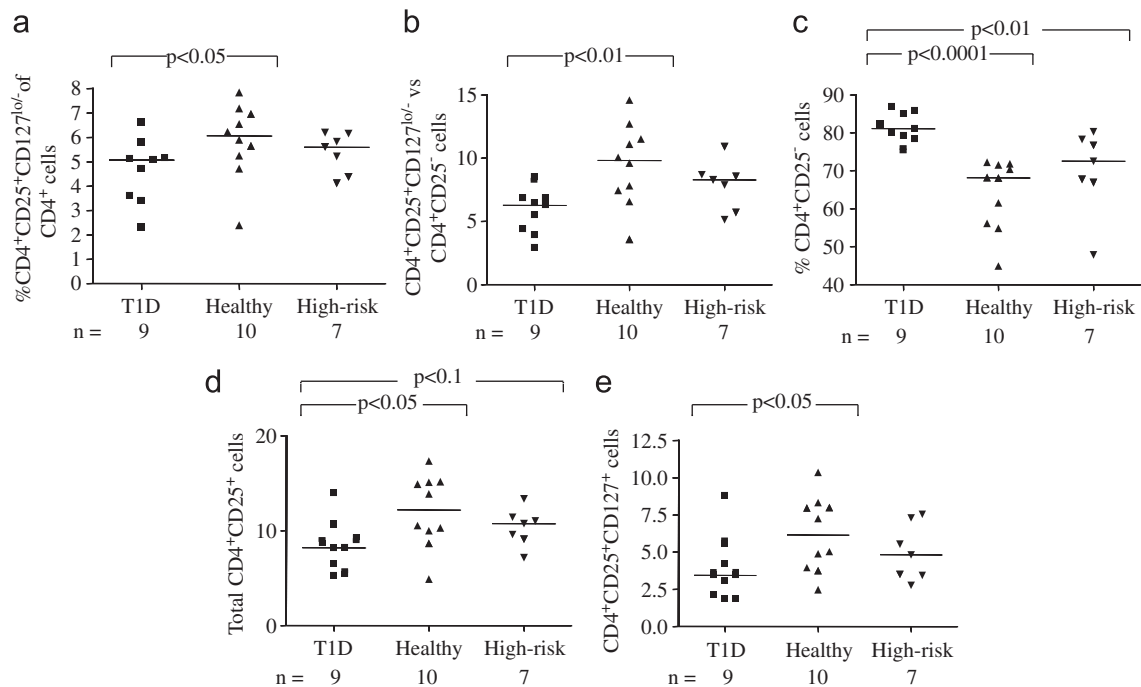 a
p<0.05
%CD4⁺CD25⁺CD127ˡᵒ/⁻of
CD4⁺ cells
8
7
6
5
4
3
2
1
0
T1D Healthy High-risk
n = 9 10 7
b
p<0.01
CD4⁺CD25⁺CD127ˡᵒ/⁻ vs
CD4⁺CD25⁻ cells
15
10
5
0
T1D Healthy High-risk
n = 9 10 7
c
p<0.01
p<0.0001
% CD4⁺CD25⁻ cells
90
80
70
60
50
40
T1D Healthy High-risk
n = 9 10 7
d
p<0.1
p<0.05
Total CD4⁺CD25⁺ cells
20
10
0
T1D Healthy High-risk
n = 9 10 7
e
p<0.05
CD4⁺CD25⁺CD127⁺ cells
12.5
10.0
7.5
5.0
2.5
0.0
T1D Healthy High-risk
n = 9 10 7